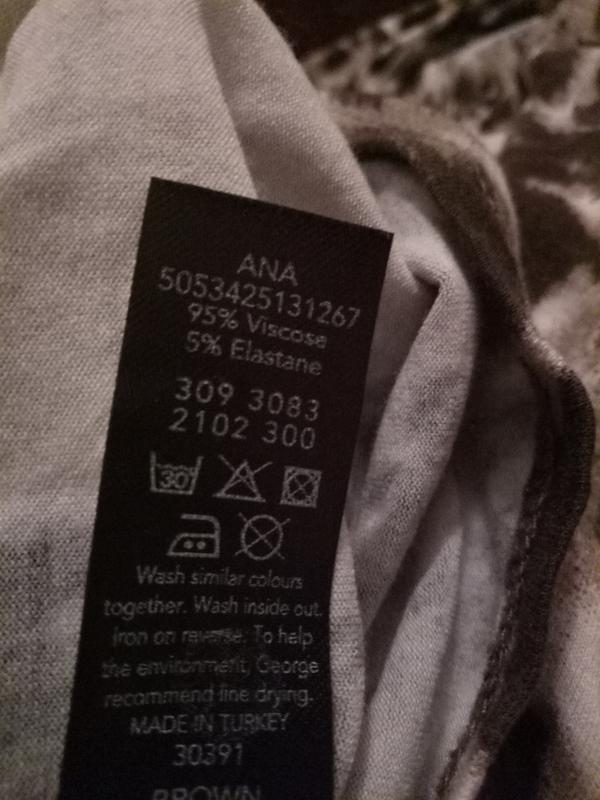 ANA
5053425131267
95% Viscose
5% Elastane
309 3083
2102 300
30
Wash similar colours
together. Wash inside out.
Iron on reverse. To help
the environment, George
recommend line drying.
MADE IN TURKEY
30391
BROWN